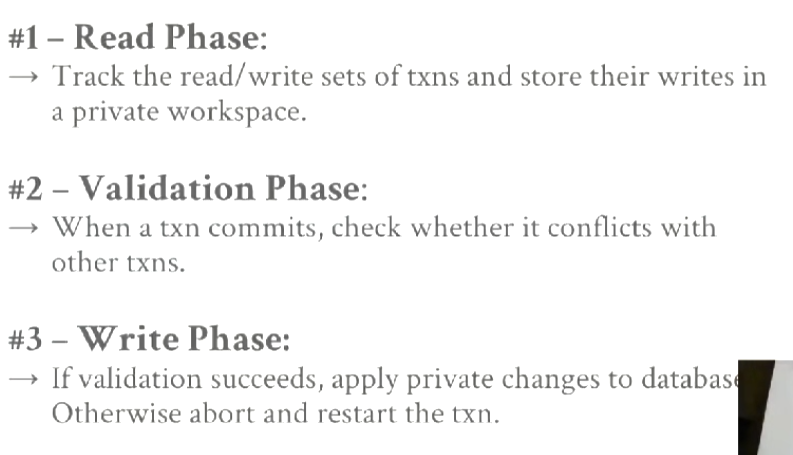 #1 – Read Phase:
→ Track the read/write sets of txns and store their writes in
a private workspace.
#2 – Validation Phase:
→ When a txn commits, check whether it conflicts with
other txns.
#3 – Write Phase:
→ If validation succeeds, apply private changes to database
Otherwise abort and restart the txn.